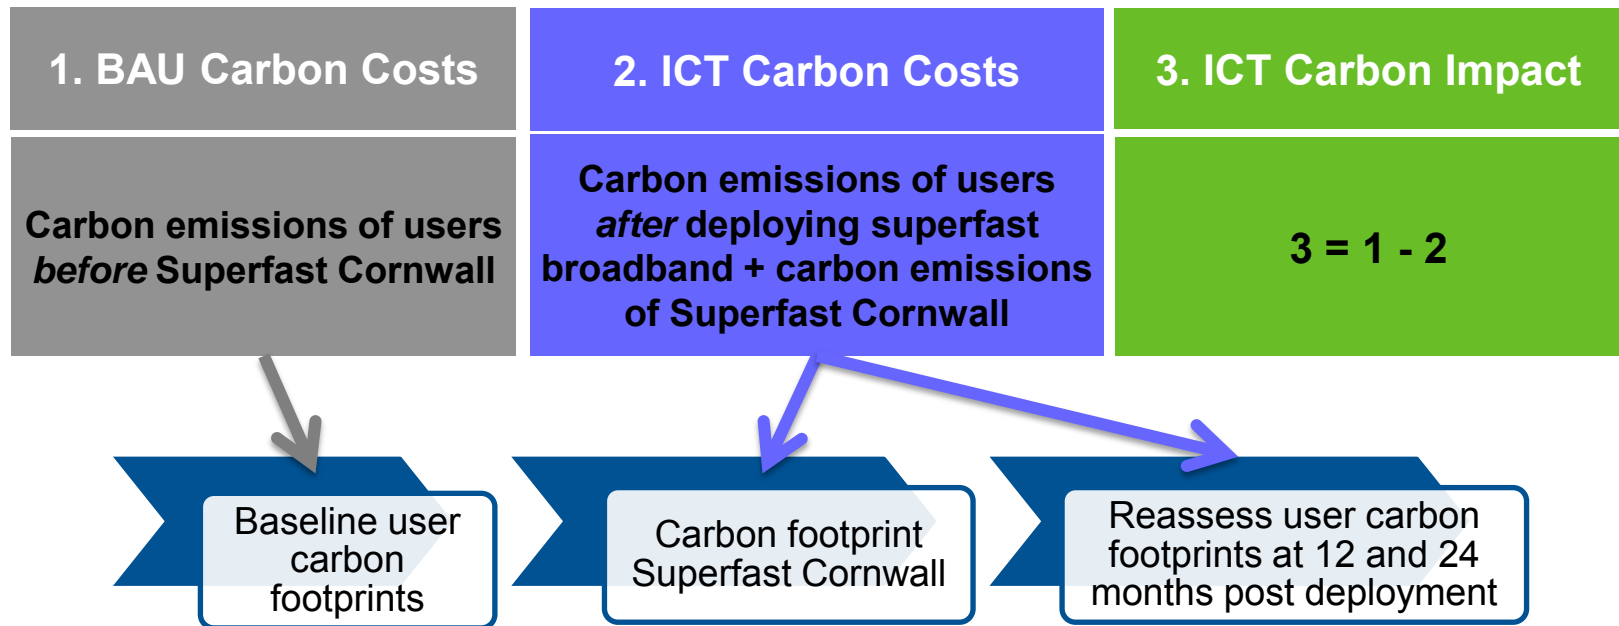 1. BAU Carbon Costs
2. ICT Carbon Costs
3. ICT Carbon Impact
Carbon emissions of users
before Superfast Cornwall
Carbon emissions of users
after deploying superfast
broadband + carbon emissions
of Superfast Cornwall
3 = 1 - 2
Baseline user
carbon
footprints
Carbon footprint
Superfast Cornwall
Reassess user carbon
footprints at 12 and 24
months post deployment